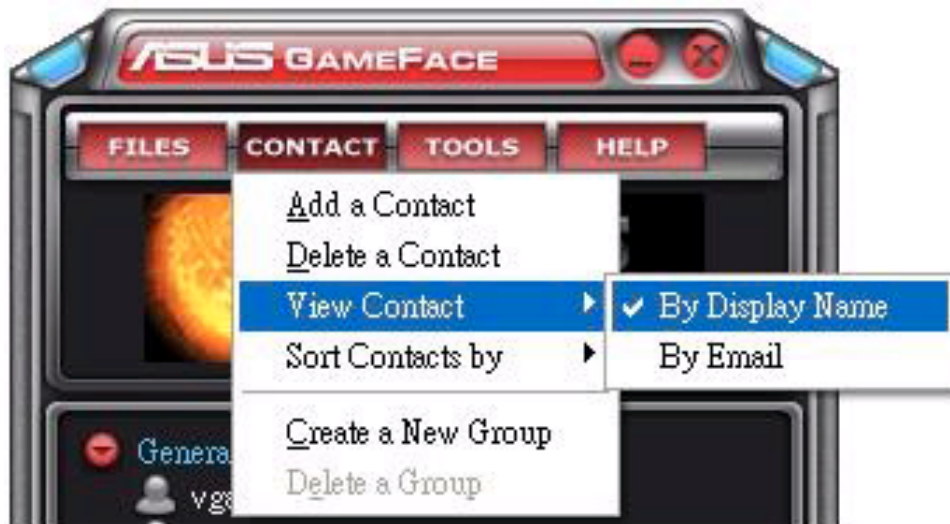 ASUS GAMEFACE
FILES CONTACT TOOLS HELP
Add a Contact
Delete a Contact
View Contact
By Display Name
Sort Contacts by
By Email
Create a New Group
Delete a Group